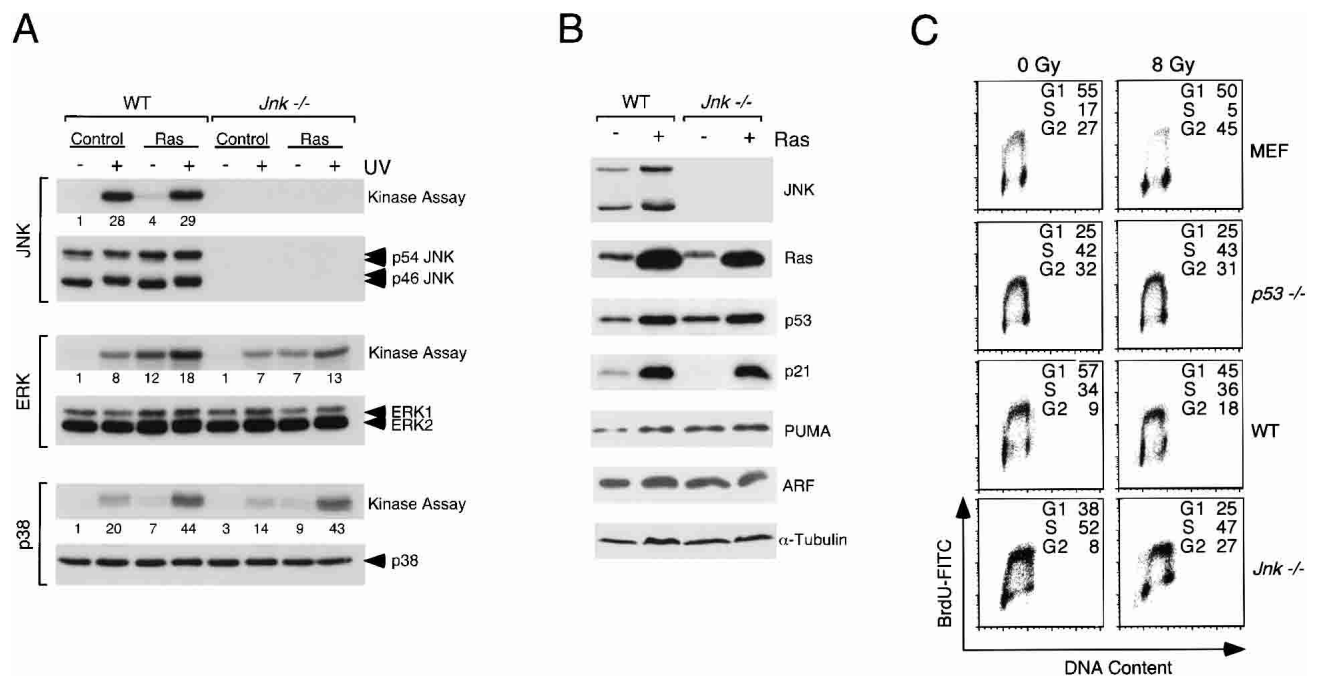 A
WT Jnk -/-
Control Ras Control Ras
- + - + - + - + UV
JNK
Kinase Assay
1 28 4 29
p54 JNK
p46 JNK
ERK
Kinase Assay
1 8 12 18 1 7 7 13
ERK1
ERK2
p38
Kinase Assay
1 20 7 44 3 14 9 43
p38
B
WT Jnk -/-
- + - + Ras
JNK
Ras
p53
p21
PUMA
ARF
α-Tubulin
C
0 Gy 8 Gy
G1 55 G1 50
S 17 S 5
G2 27 G2 45
MEF
G1 25 G1 25
S 42 S 43
G2 32 G2 31
p53 -/-
G1 57 G1 45
S 34 S 36
G2 9 G2 18
WT
G1 38 G1 25
S 52 S 47
G2 8 G2 27
Jnk -/-
BrdU-FITC
DNA Content